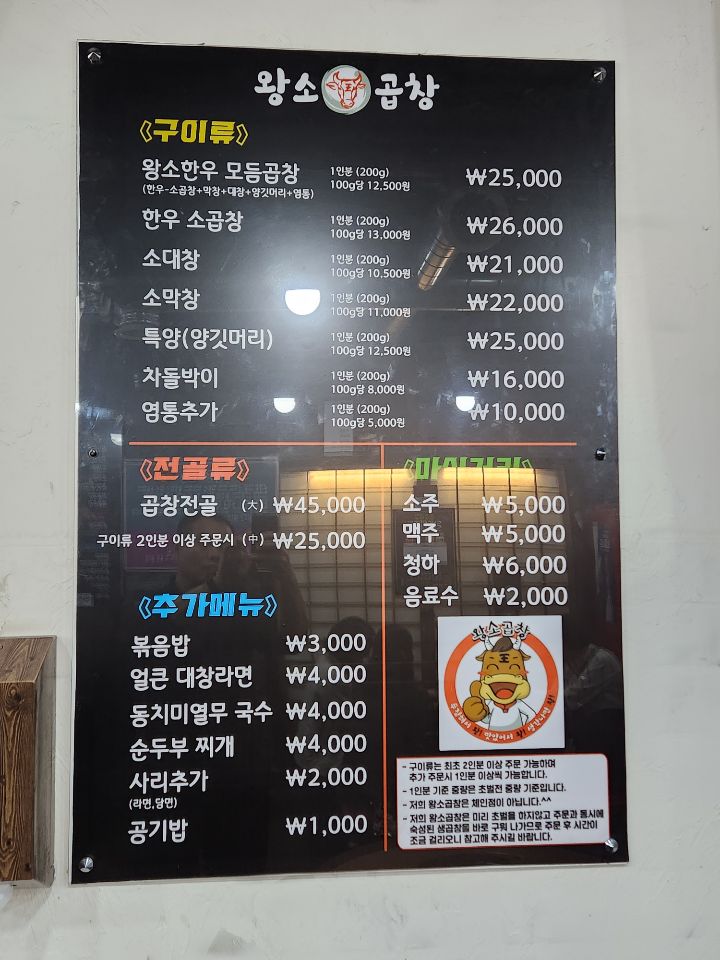 왕소 곱창
《구이류》
왕소한우 모듬곱창 1인분 (200g) ₩25,000
(한우-소곱창+막창+대창+양깃머리+염통) 100g당 12,500원
한우 소곱창 1인분 (200g) ₩26,000
100g당 13,000원
소대창 1인분 (200g) ₩21,000
100g당 10,500원
소막창 1인분 (200g) ₩22,000
100g당 11,000원
특양(양깃머리) 1인분 (200g) ₩25,000
100g당 12,500원
차돌박이 1인분 (200g) ₩16,000
100g당 8,000원
염통추가 1인분 (200g) ₩10,000
100g당 5,000원
《전골류》
곱창전골 (大) ₩45,000
구이류 2인분 이상 주문시 (中) ₩25,000
《추가메뉴》
볶음밥 ₩3,000
얼큰 대창라면 ₩4,000
동치미열무 국수 ₩4,000
순두부 찌개 ₩4,000
사리추가 ₩2,000
(라면,당면)
공기밥 ₩1,000
《마실거리》
소주 ₩5,000
맥주 ₩5,000
청하 ₩6,000
음료수 ₩2,000
왕소곱창
맛있어서 왕!
- 구이류는 최초 2인분 이상 주문 가능하며
추가 주문시 1인분 이상씩 가능합니다.
- 1인분 기준 중량은 초벌전 중량 기준입니다.
- 저희 왕소곱창은 체인점이 아닙니다.^^
- 저희 왕소곱창은 미리 초벌을 하지않고 주문과 동시에
숙성된 생곱창을 바로 구워 나가므로 주문 후 시간이
조금 걸리오니 참고해 주시길 바랍니다.